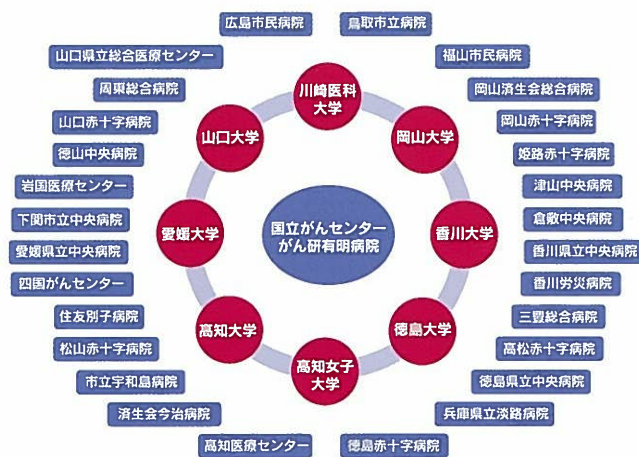 広島市民病院
鳥取市立病院
山口県立総合医療センター
福山市民病院
周東総合病院
岡山済生会総合病院
山口赤十字病院
岡山赤十字病院
徳山中央病院
姫路赤十字病院
岩国医療センター
津山中央病院
下関市立中央病院
倉敷中央病院
愛媛県立中央病院
香川県立中央病院
四国がんセンター
香川労災病院
住友別子病院
三豊総合病院
松山赤十字病院
高松赤十字病院
市立宇和島病院
徳島県立中央病院
済生会今治病院
兵庫県立淡路病院
高知医療センター
徳島赤十字病院
川崎医科
大学
山口大学
岡山大学
愛媛大学
香川大学
高知大学
徳島大学
高知女子
大学
国立がんセンター
がん研有明病院